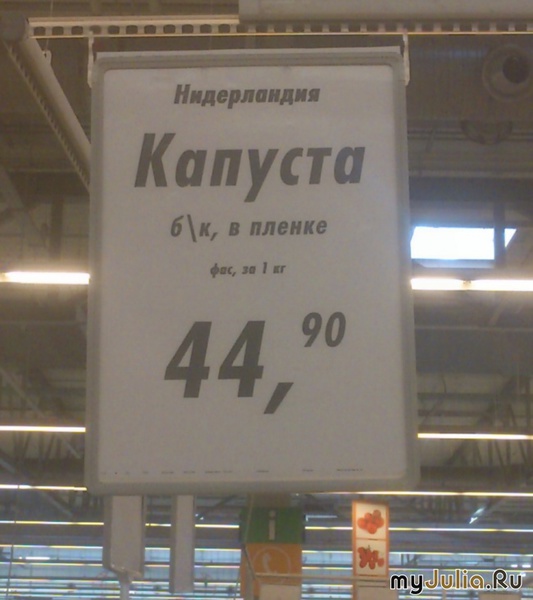 Нидерландия
Капуста
б\к, в пленке
фас, за 1 кг
44,90
i
myJulia.Ru